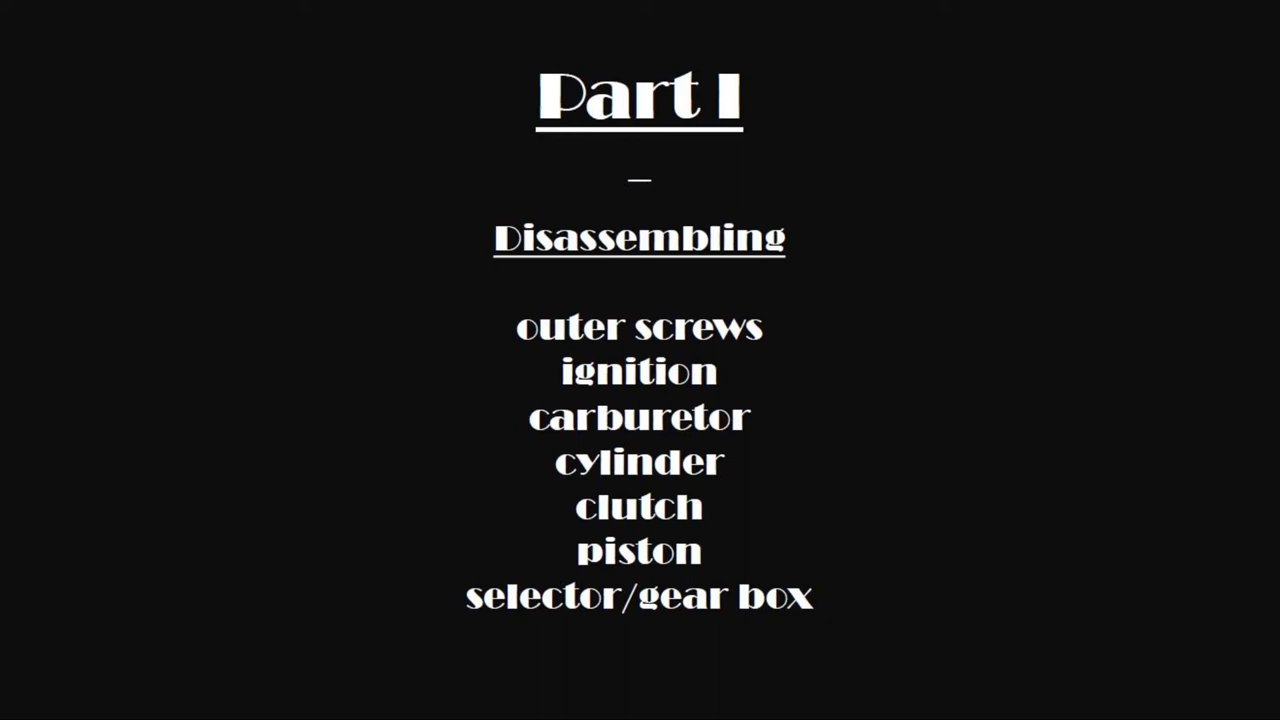 Part I
–
Disassembling
outer screws
ignition
carburetor
cylinder
clutch
piston
selector/gear box